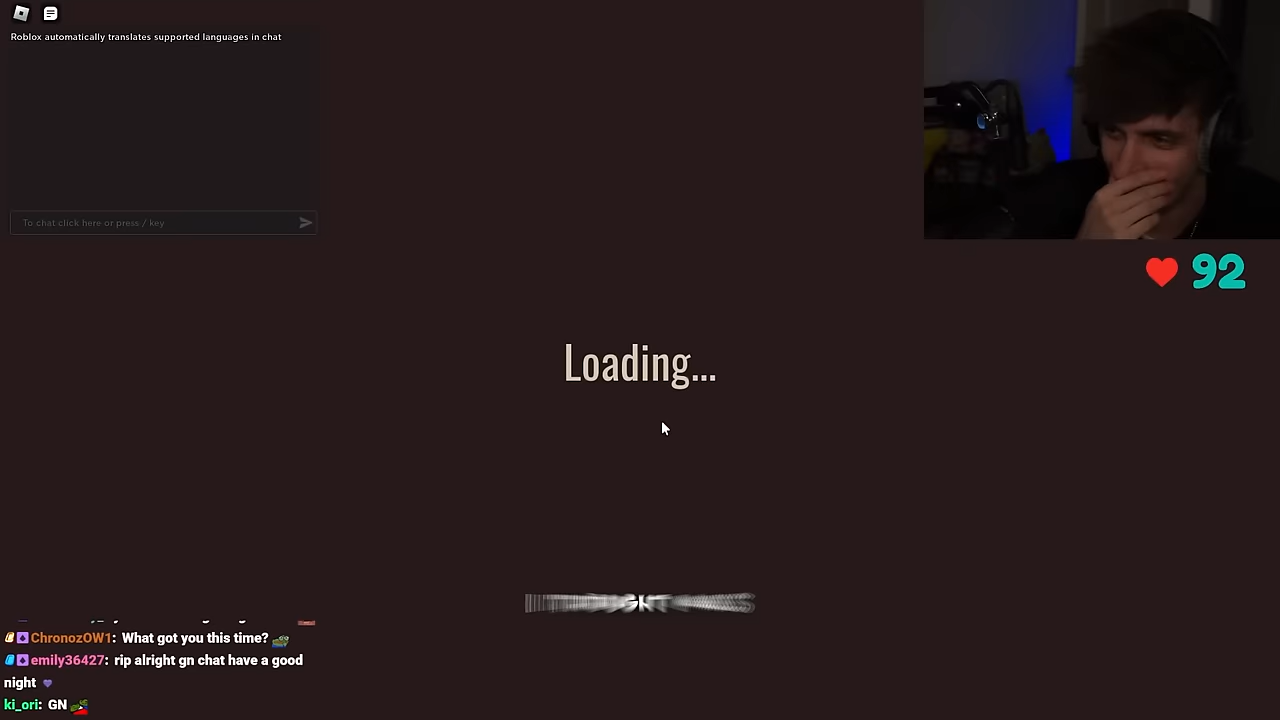 Roblox automatically translates supported languages in chat
To chat click here or press / key
92
Loading...
ChronozOW1: What got you this time?
emily36427: rip alright gn chat have a good
night
ki_ori: GN